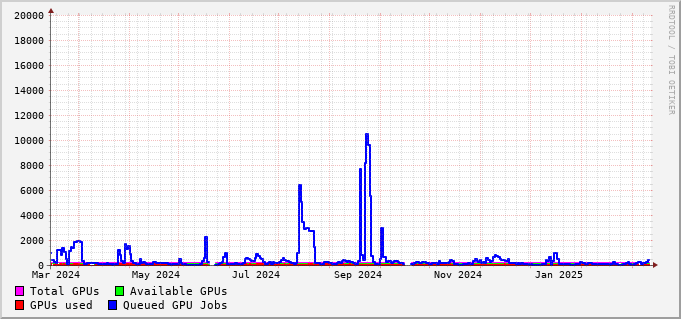 20000
18000
16000
14000
12000
10000
8000
6000
4000
2000
0
Mar 2024 May 2024 Jul 2024 Sep 2024 Nov 2024 Jan 2025
Total GPUs Available GPUs
GPUs used Queued GPU Jobs
RRDTOOL / TOBI OETIKER